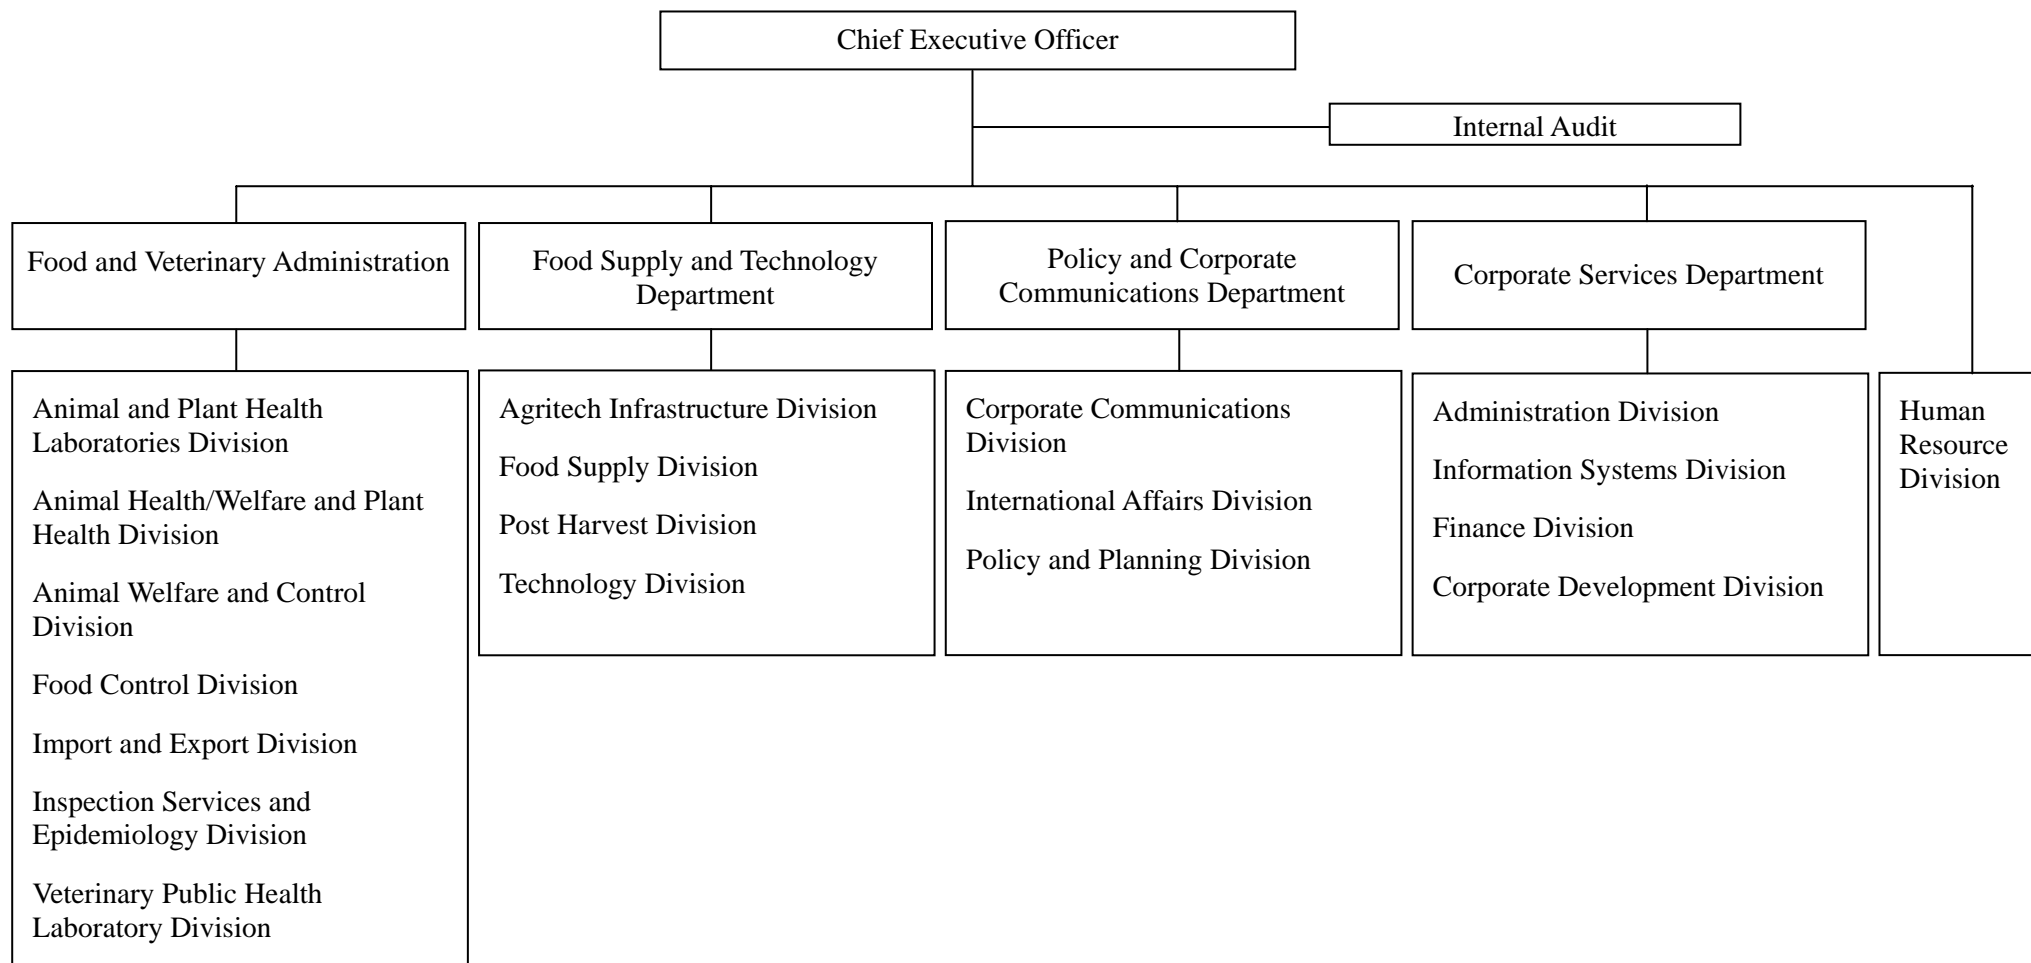 Chief Executive Officer
Internal Audit
Food and Veterinary Administration
Food Supply and Technology
Department
Policy and Corporate
Communications Department
Corporate Services Department
Animal and Plant Health
Laboratories Division
Animal Health/Welfare and Plant
Health Division
Animal Welfare and Control
Division
Food Control Division
Import and Export Division
Inspection Services and
Epidemiology Division
Veterinary Public Health
Laboratory Division
Agritech Infrastructure Division
Food Supply Division
Post Harvest Division
Technology Division
Corporate Communications
Division
International Affairs Division
Policy and Planning Division
Administration Division
Information Systems Division
Finance Division
Corporate Development Division
Human
Resource
Division